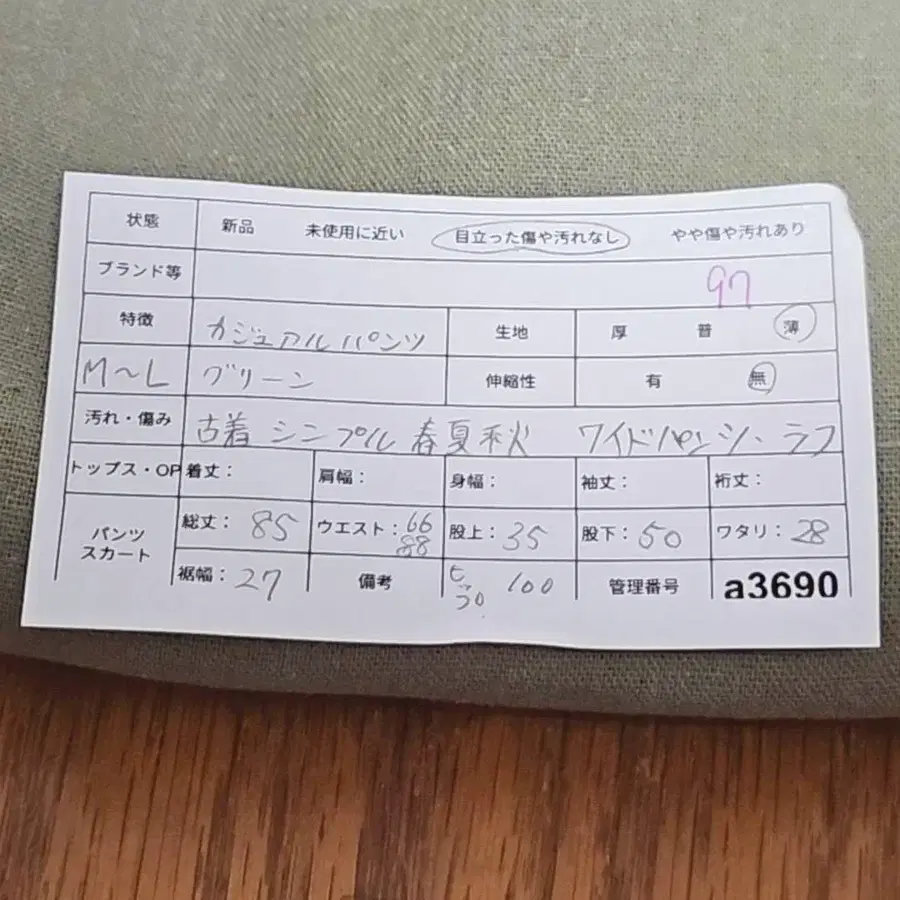 状態 新品 未使用に近い 目立った傷や汚れなし やや傷や汚れあり
ブランド等 97
特徴 カジュアルパンツ 生地 厚 普 薄
M～L グリーン 伸縮性 有 無
汚れ・傷み 古着 シンプル 春夏秋 ワイドパンツ、ラフ
トップス・OP 着丈： 肩幅： 身幅： 袖丈： 裄丈：
パンツ スカート 総丈：85 ウエスト：66 88 股上：35 股下：50 ワタリ：28
裾幅：27 備考 ヒップ 100 管理番号 a3690